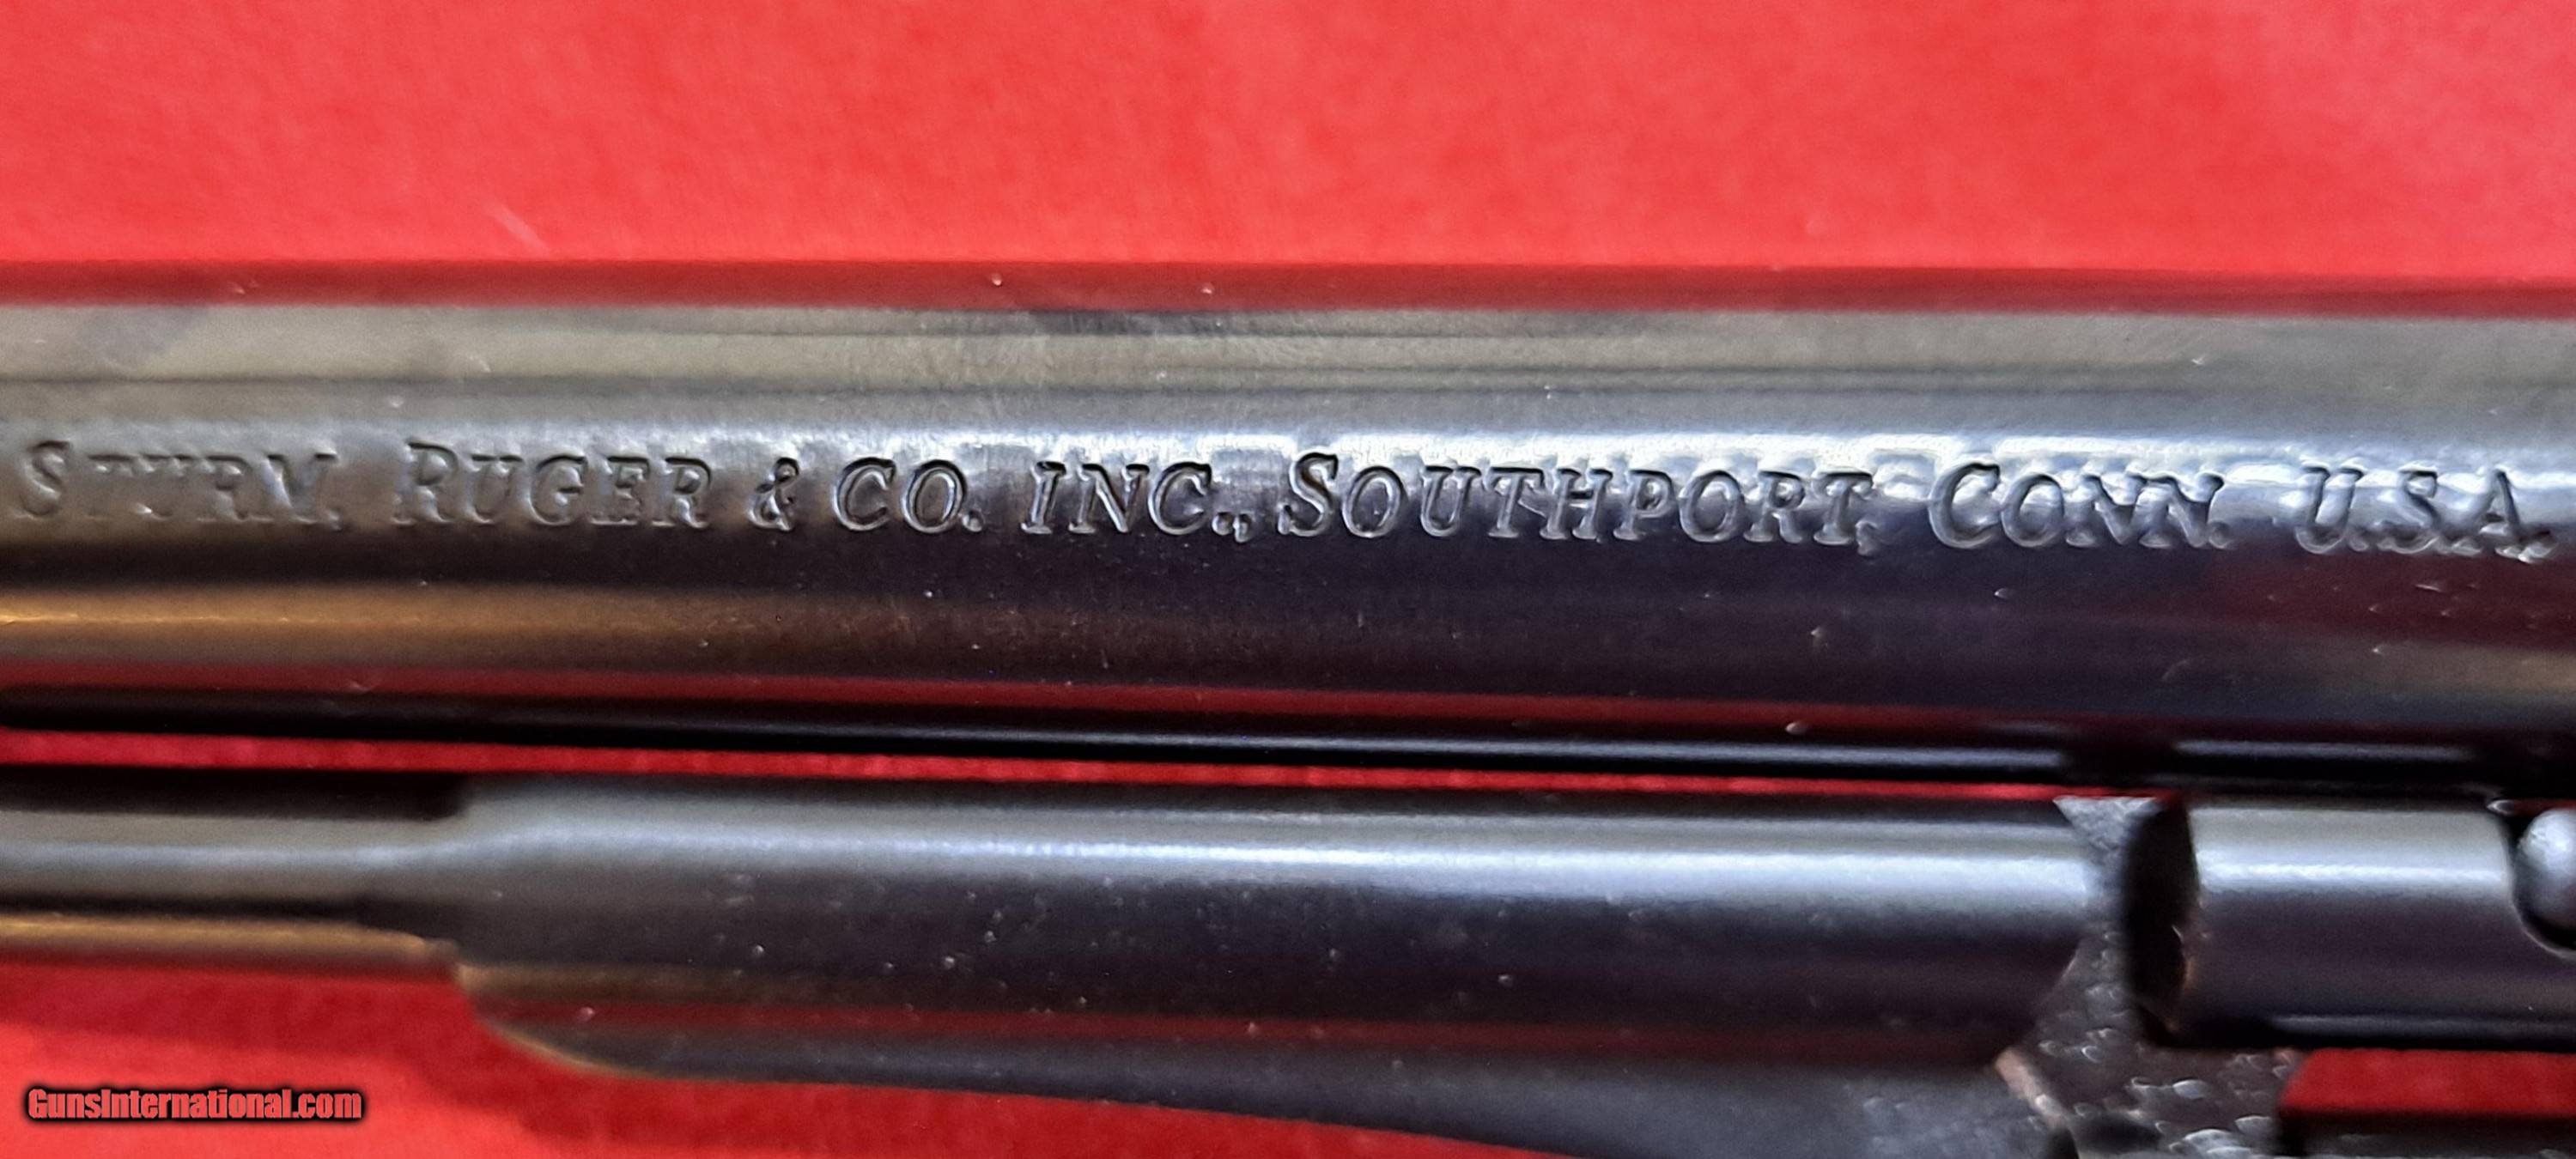 STURM, RUGER & CO. INC., SOUTHPORT, CONN. U.S.A.
GunsInternational.com